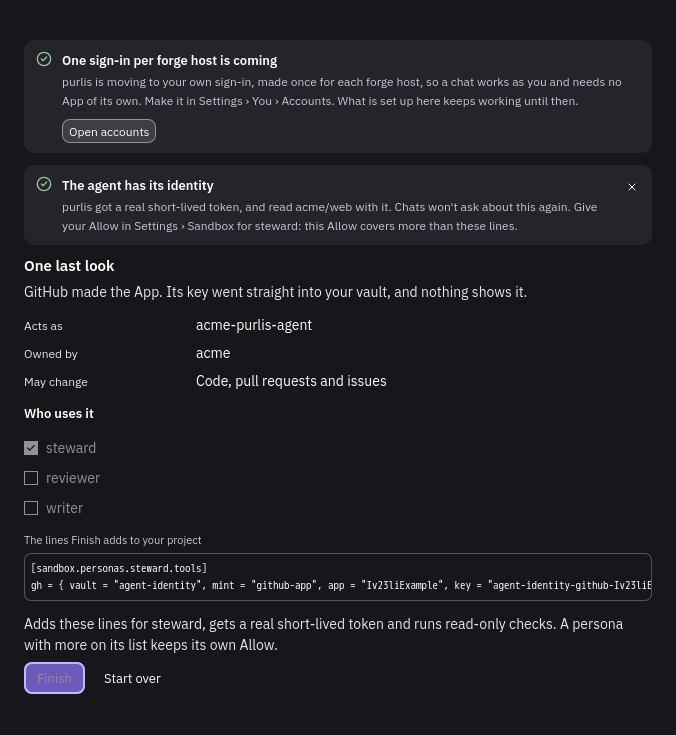 One sign-in per forge host is coming
purlis is moving to your own sign-in, made once for each forge host, so a chat works as you and needs no
App of its own. Make it in Settings › You › Accounts. What is set up here keeps working until then.
Open accounts
The agent has its identity
purlis got a real short-lived token, and read acme/web with it. Chats won't ask about this again. Give
your Allow in Settings › Sandbox for steward: this Allow covers more than these lines.
One last look
GitHub made the App. Its key went straight into your vault, and nothing shows it.
Acts as acme-purlis-agent
Owned by acme
May change Code, pull requests and issues
Who uses it
steward
reviewer
writer
The lines Finish adds to your project
[sandbox.personas.steward.tools]
gh = { vault = "agent-identity", mint = "github-app", app = "Iv23liExample", key = "agent-identity-github-Iv23liE
Adds these lines for steward, gets a real short-lived token and runs read-only checks. A persona
with more on its list keeps its own Allow.
Finish Start over